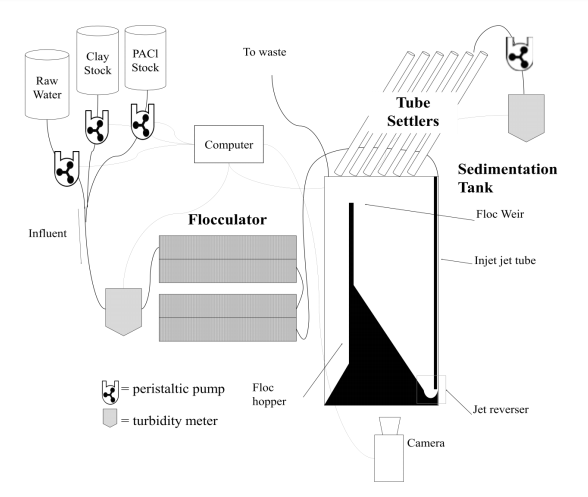 Raw
Water
Clay
Stock
PACl
Stock
To waste
Computer
Tube
Settlers
Sedimentation
Tank
Influent
Flocculator
Floc Weir
Injet jet tube
Floc
hopper
Jet reverser
Camera
= peristaltic pump
= turbidity meter